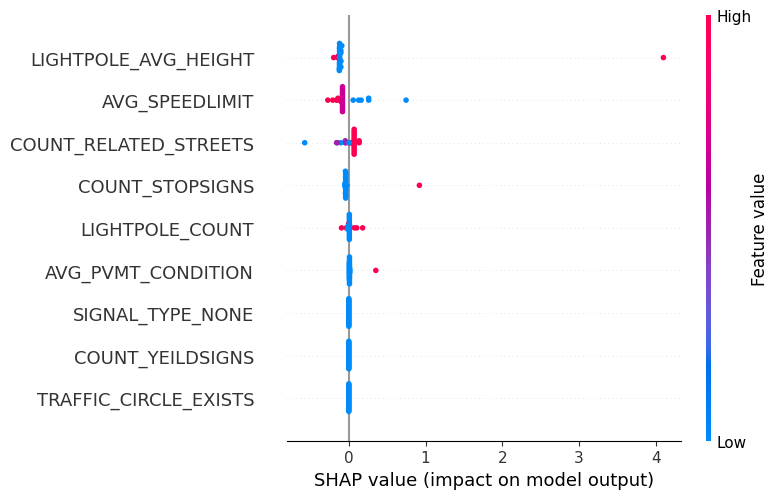 High
LIGHTPOLE_AVG_HEIGHT
AVG_SPEEDLIMIT
COUNT_RELATED_STREETS
COUNT_STOPSIGNS
LIGHTPOLE_COUNT
AVG_PVMT_CONDITION
SIGNAL_TYPE_NONE
COUNT_YEILDSIGNS
TRAFFIC_CIRCLE_EXISTS
Feature value
Low
0 1 2 3 4
SHAP value (impact on model output)